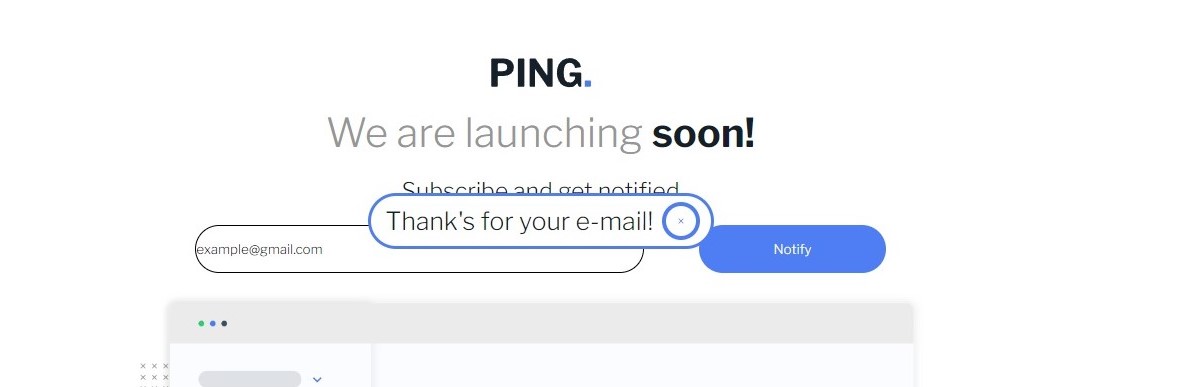 PING.
We are launching soon!
Subscribe and get notified
Thank's for your e-mail! ×
example@gmail.com
Notify